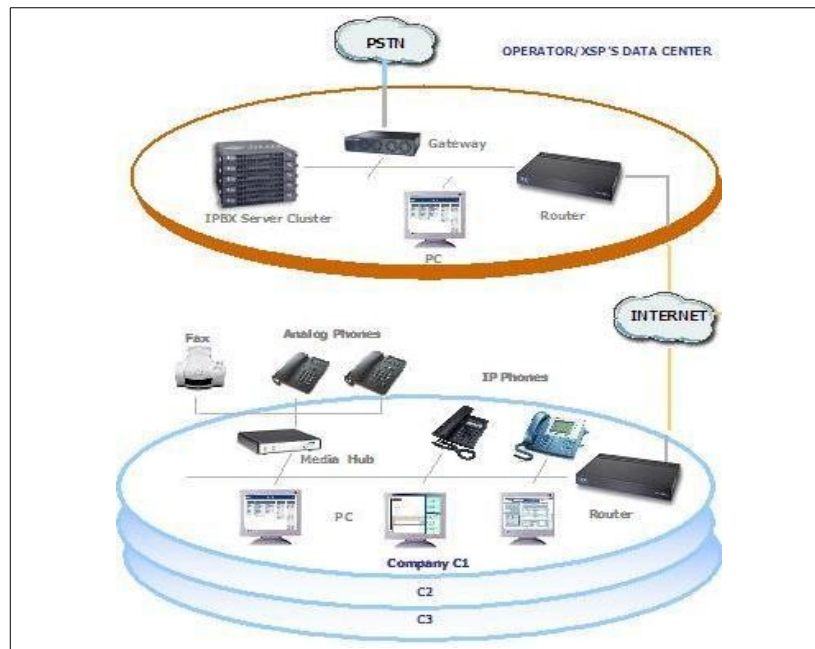 PSTN
OPERATOR/XSP'S DATA CENTER
Gateway
IPBX Server Cluster
Router
PC
INTERNET
Fax
Analog Phones
IP Phones
Media Hub
PC
Router
Company C1
C2
C3